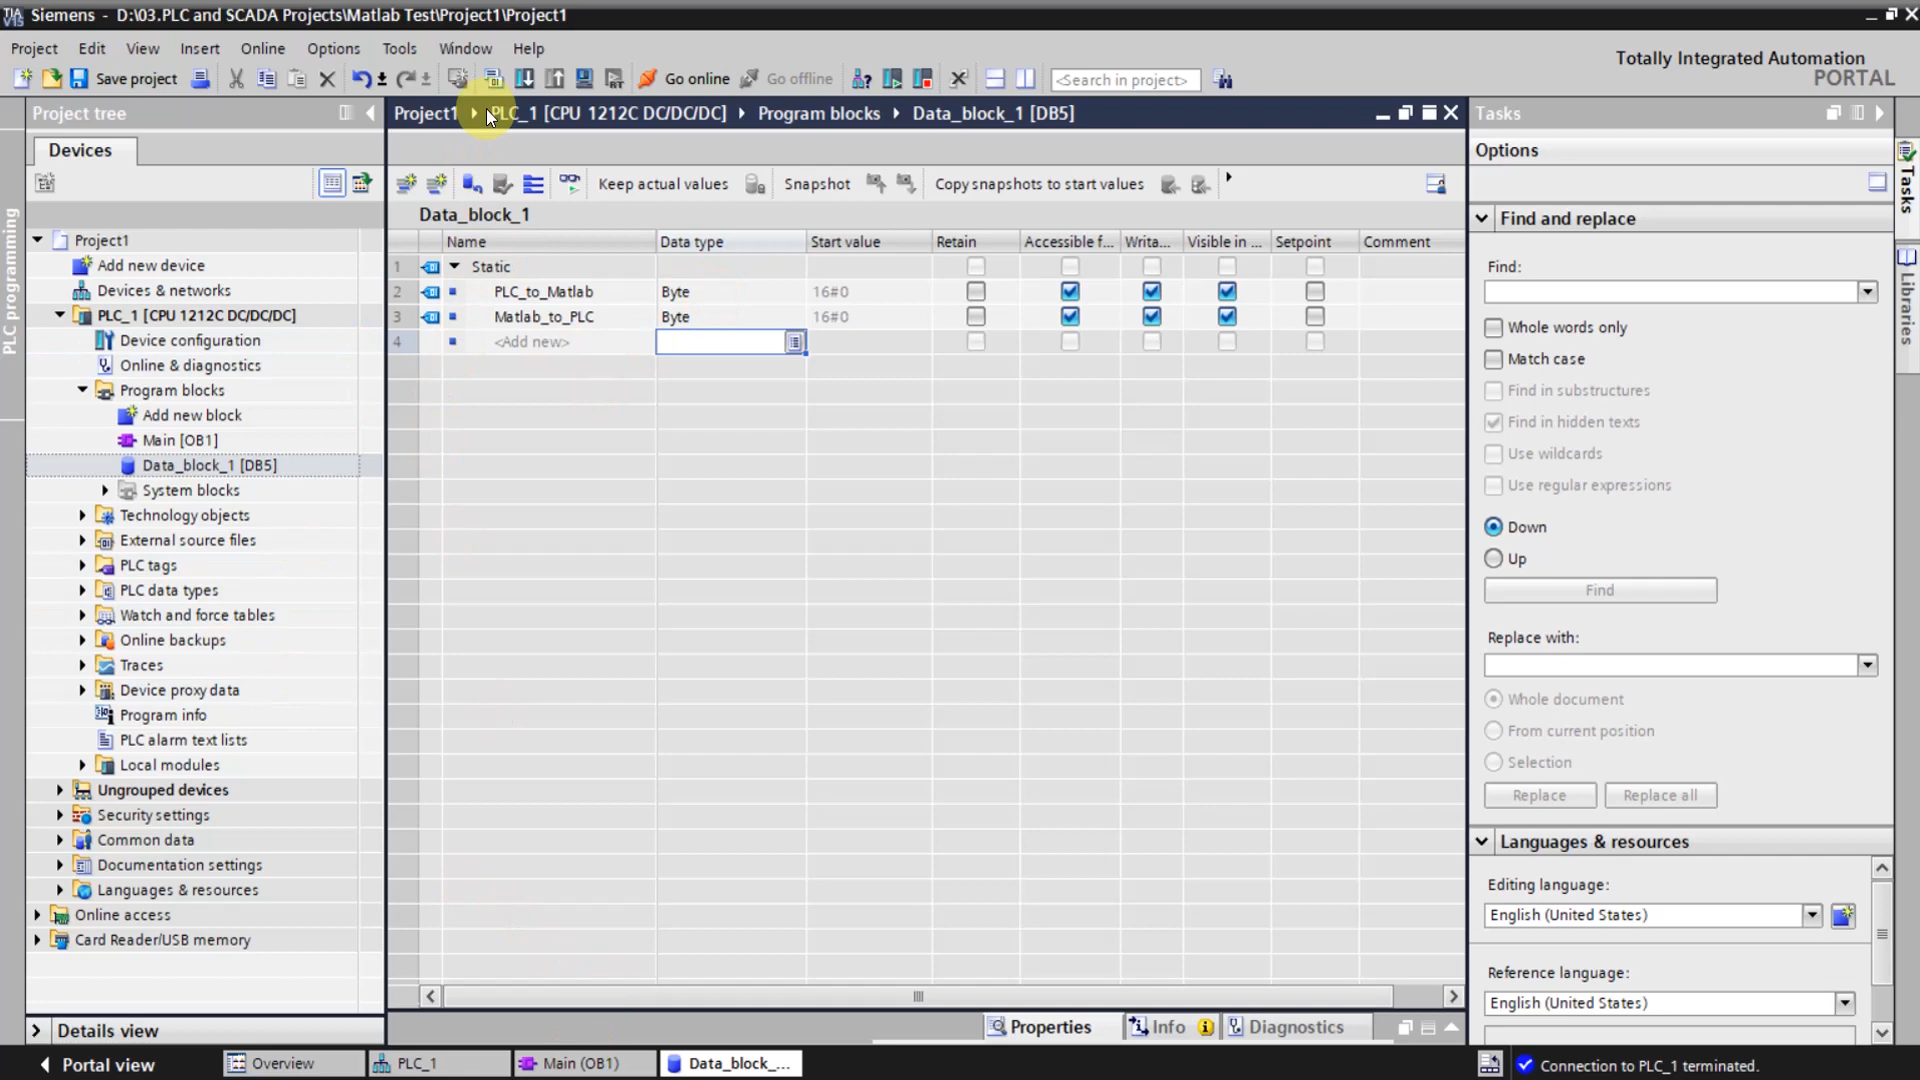 Siemens - D:\03.PLC and SCADA Projects\Matlab Test\Project1\Project1
Project Edit View Insert Online Options Tools Window Help
Totally Integrated Automation
PORTAL
Save project Go online Go offline <Search in project>
Project tree
Project1 PLC_1 [CPU 1212C DC/DC/DC] Program blocks Data_block_1 [DB5]
Tasks
Devices
Options
Keep actual values Snapshot Copy snapshots to start values
Data_block_1
Name Data type Start value Retain Accessible f... Writa... Visible in ... Setpoint Comment
1 Static
2 PLC_to_Matlab Byte 16#0
3 Matlab_to_PLC Byte 16#0
4 <Add new>
PLC programming
Project1
Add new device
Devices & networks
PLC_1 [CPU 1212C DC/DC/DC]
Device configuration
Online & diagnostics
Program blocks
Add new block
Main [OB1]
Data_block_1 [DB5]
System blocks
Technology objects
External source files
PLC tags
PLC data types
Watch and force tables
Online backups
Traces
Device proxy data
Program info
PLC alarm text lists
Local modules
Ungrouped devices
Security settings
Common data
Documentation settings
Languages & resources
Online access
Card Reader/USB memory
Details view
Find and replace
Find:
Whole words only
Match case
Find in substructures
Find in hidden texts
Use wildcards
Use regular expressions
Down
Up
Find
Replace with:
Whole document
From current position
Selection
Replace Replace all
Languages & resources
Editing language:
English (United States)
Reference language:
English (United States)
Tasks
Libraries
Properties Info Diagnostics
Portal view Overview PLC_1 Main (OB1) Data_block_... Connection to PLC_1 terminated.